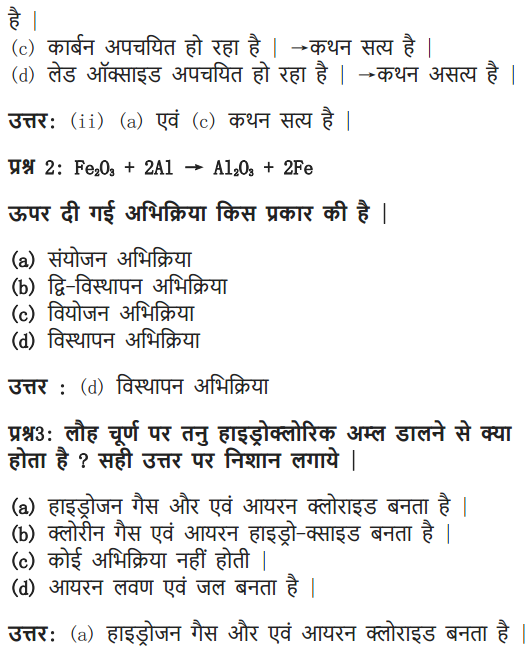 है |
(c) कार्बन अपचयित हो रहा है | →कथन सत्य है |
(d) लेड ऑक्साइड अपचयित हो रहा है | →कथन असत्य है |
उत्तर: (ii) (a) एवं (c) कथन सत्य है |
प्रश्न 2: Fe₂O₃ + 2Al → Al₂O₃ + 2Fe
ऊपर दी गई अभिक्रिया किस प्रकार की है |
(a) संयोजन अभिक्रिया
(b) द्वि-विस्थापन अभिक्रिया
(c) वियोजन अभिक्रिया
(d) विस्थापन अभिक्रिया
उत्तर : (d) विस्थापन अभिक्रिया
प्रश्न3: लौह चूर्ण पर तनु हाइड्रोक्लोरिक अम्ल डालने से क्या
होता है ? सही उत्तर पर निशान लगाये |
(a) हाइड्रोजन गैस और एवं आयरन क्लोराइड बनता है |
(b) क्लोरीन गैस एवं आयरन हाइड्रो-क्साइड बनता है |
(c) कोई अभिक्रिया नहीं होती |
(d) आयरन लवण एवं जल बनता है |
उत्तर: (a) हाइड्रोजन गैस और एवं आयरन क्लोराइड बनता है |